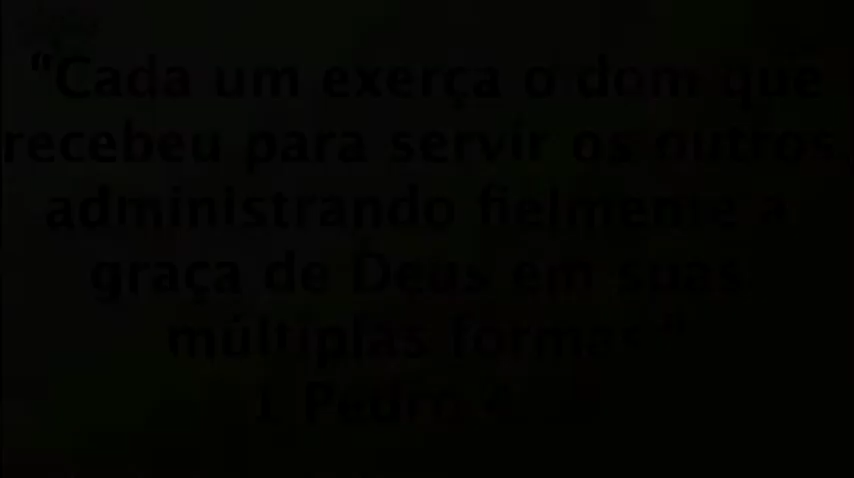 "Cada um exerça o dom que
recebeu para servir os outros,
administrando fielmente a
graça de Deus em suas
múltiplas formas."
1 Pedro